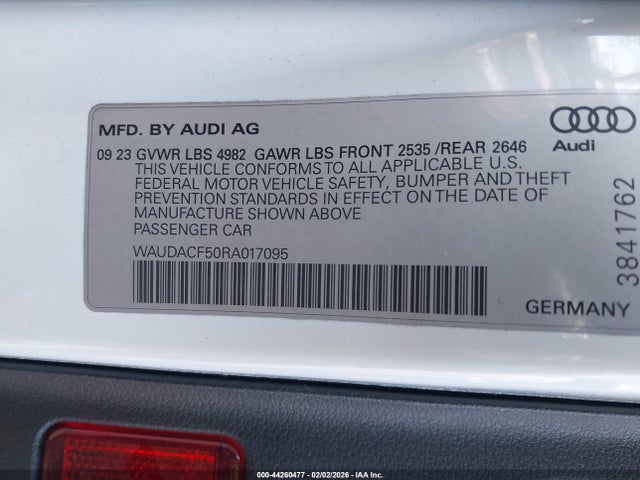 MFD. BY AUDI AG
09 23 GVWR LBS 4982 GAWR LBS FRONT 2535 /REAR 2646
THIS VEHICLE CONFORMS TO ALL APPLICABLE U.S.
FEDERAL MOTOR VEHICLE SAFETY, BUMPER AND THEFT
PREVENTION STANDARDS IN EFFECT ON THE DATE OF
MANUFACTURE SHOWN ABOVE
PASSENGER CAR
WAUDACF50RA017095
Audi
3841762
GERMANY
000-44260477 - 02/02/2026 - IAA Inc.